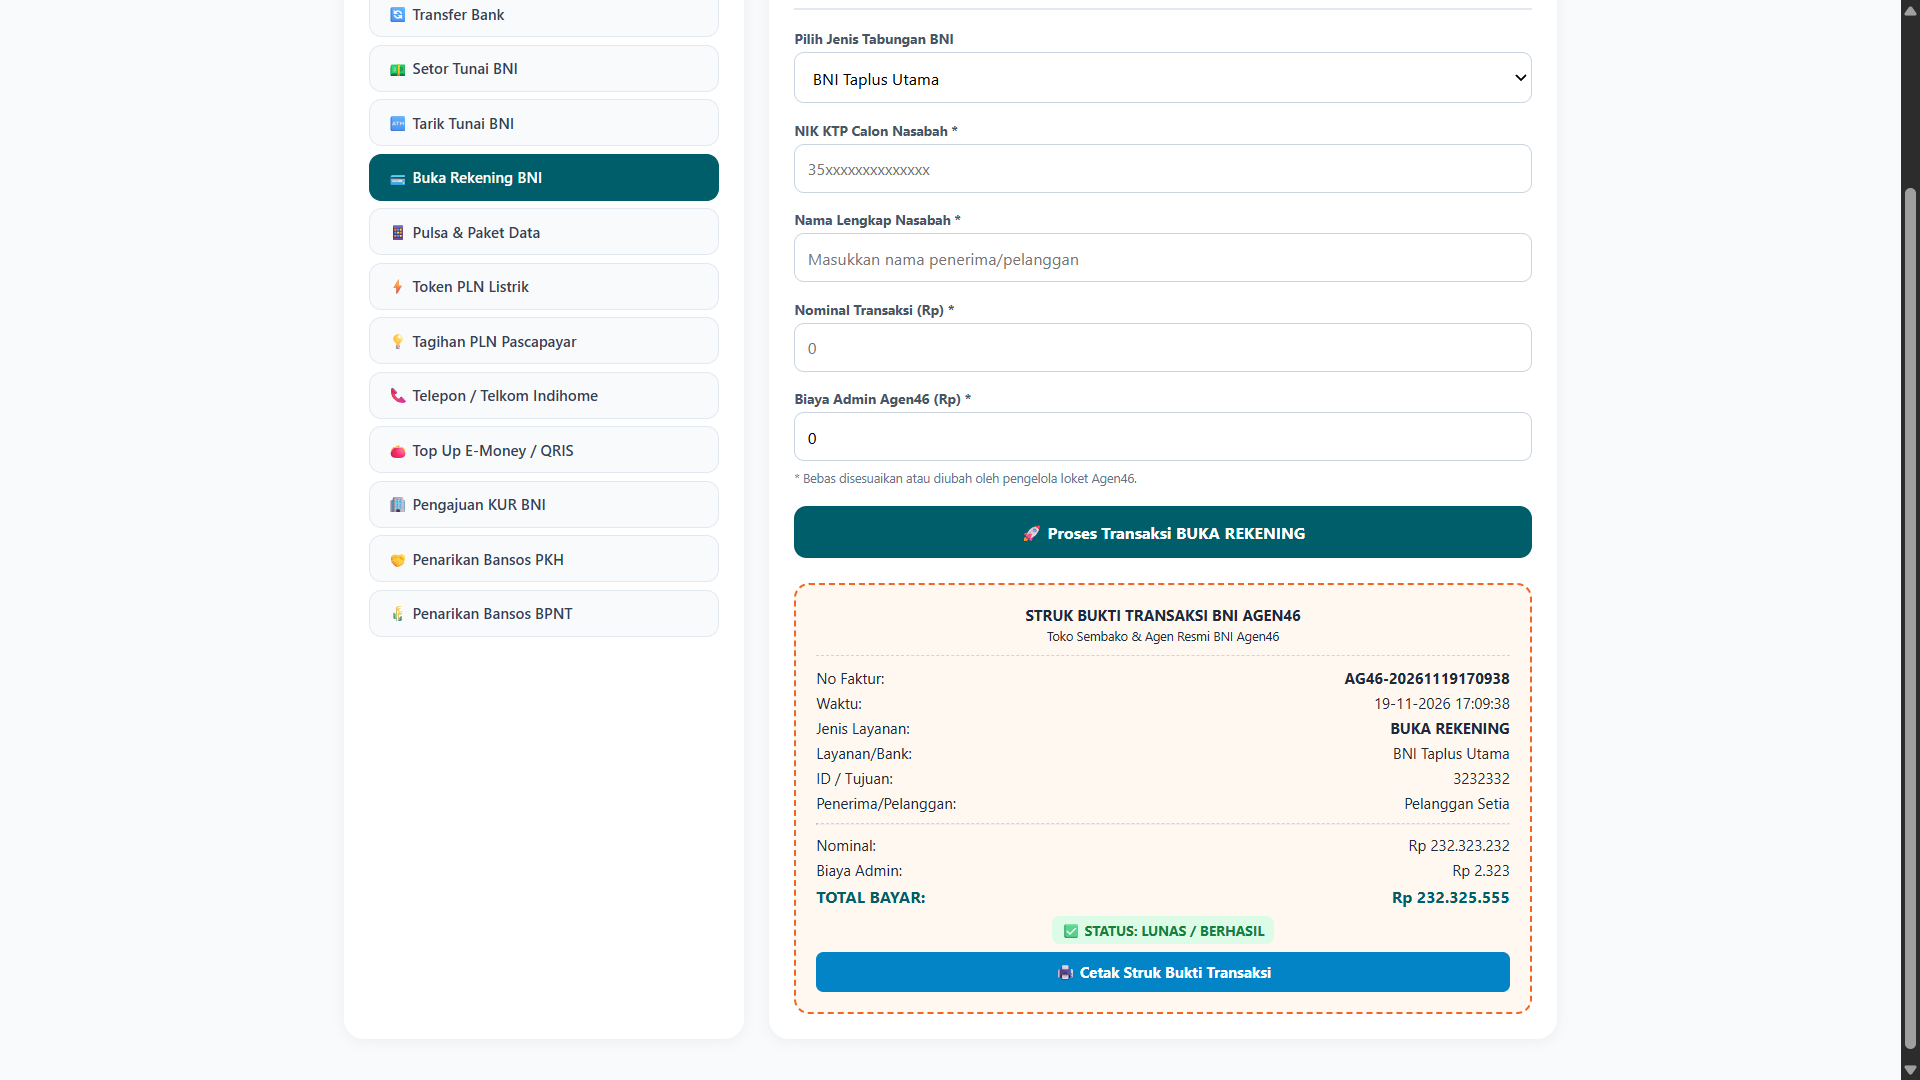 Transfer Bank
Setor Tunai BNI
Tarik Tunai BNI
Buka Rekening BNI
Pulsa & Paket Data
Token PLN Listrik
Tagihan PLN Pascapayar
Telepon / Telkom Indihome
Top Up E-Money / QRIS
Pengajuan KUR BNI
Penarikan Bansos PKH
Penarikan Bansos BPNT
Pilih Jenis Tabungan BNI
BNI Taplus Utama
NIK KTP Calon Nasabah *
35xxxxxxxxxxxxxx
Nama Lengkap Nasabah *
Masukkan nama penerima/pelanggan
Nominal Transaksi (Rp) *
0
Biaya Admin Agen46 (Rp) *
0
* Bebas disesuaikan atau diubah oleh pengelola loket Agen46.
Proses Transaksi BUKA REKENING
STRUK BUKTI TRANSAKSI BNI AGEN46
Toko Sembako & Agen Resmi BNI Agen46
No Faktur: AG46-20261119170938
Waktu: 19-11-2026 17:09:38
Jenis Layanan: BUKA REKENING
Layanan/Bank: BNI Taplus Utama
ID / Tujuan: 3232332
Penerima/Pelanggan: Pelanggan Setia
Nominal: Rp 232.323.232
Biaya Admin: Rp 2.323
TOTAL BAYAR: Rp 232.325.555
STATUS: LUNAS / BERHASIL
Cetak Struk Bukti Transaksi